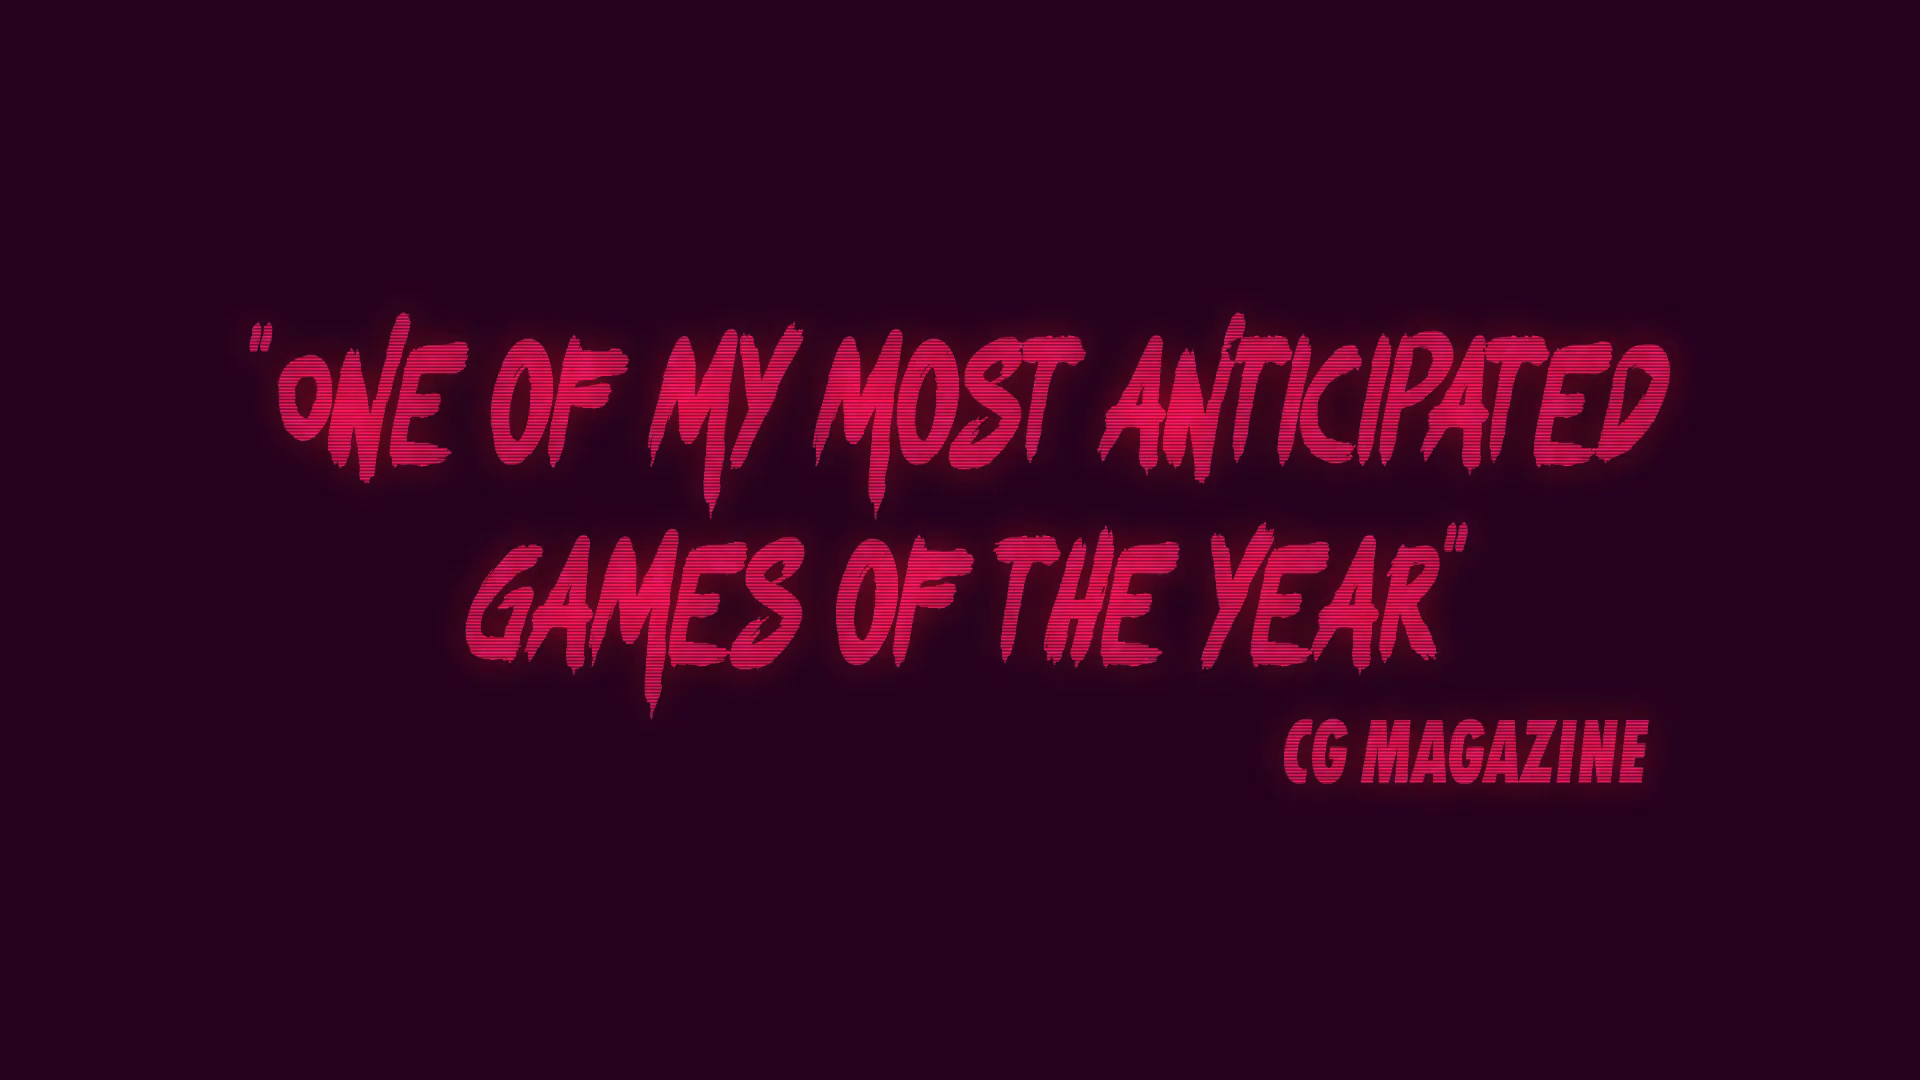 "ONE OF MY MOST ANTICIPATED
GAMES OF THE YEAR"
CG MAGAZINE